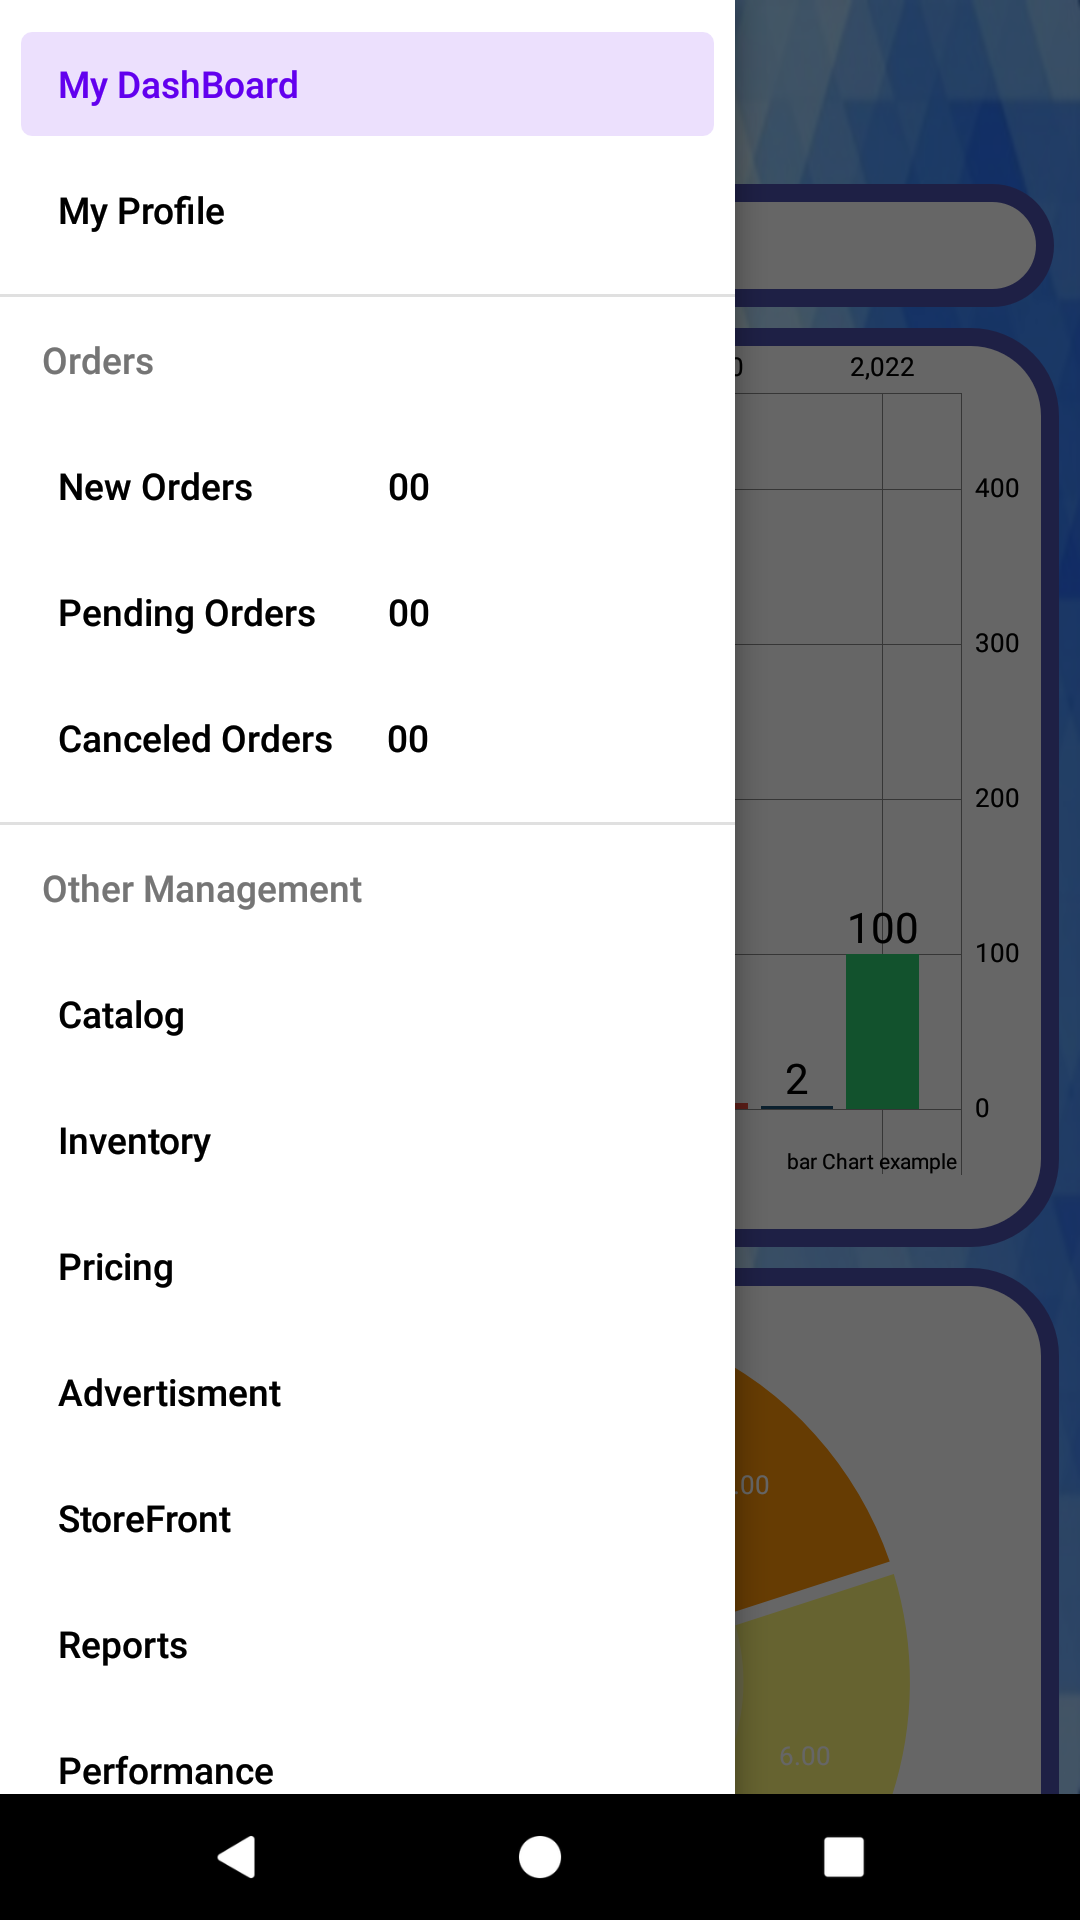 My DashBoard
My Profile
Orders
New Orders 00
Pending Orders 00
Canceled Orders 00
Other Management
Catalog
Inventory
Pricing
Advertisment
StoreFront
Reports
Performance
2,022
400
300
200
100
0
100
2
bar Chart example
.00
6.00